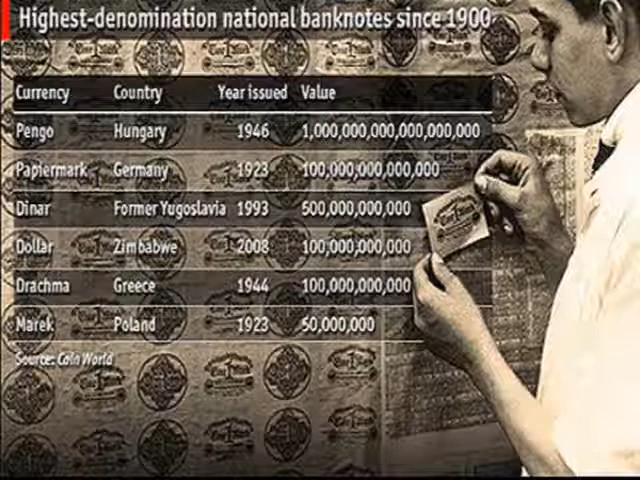 Highest-denomination national banknotes since 1900
Currency Country Year issued Value
Pengo Hungary 1946 1,000,000,000,000,000,000
Papiermark Germany 1923 100,000,000,000,000
Dinar Former Yugoslavia 1993 500,000,000,000
Dollar Zimbabwe 2008 100,000,000,000
Drachma Greece 1944 100,000,000,000
Marek Poland 1923 50,000,000
Source: Coin World